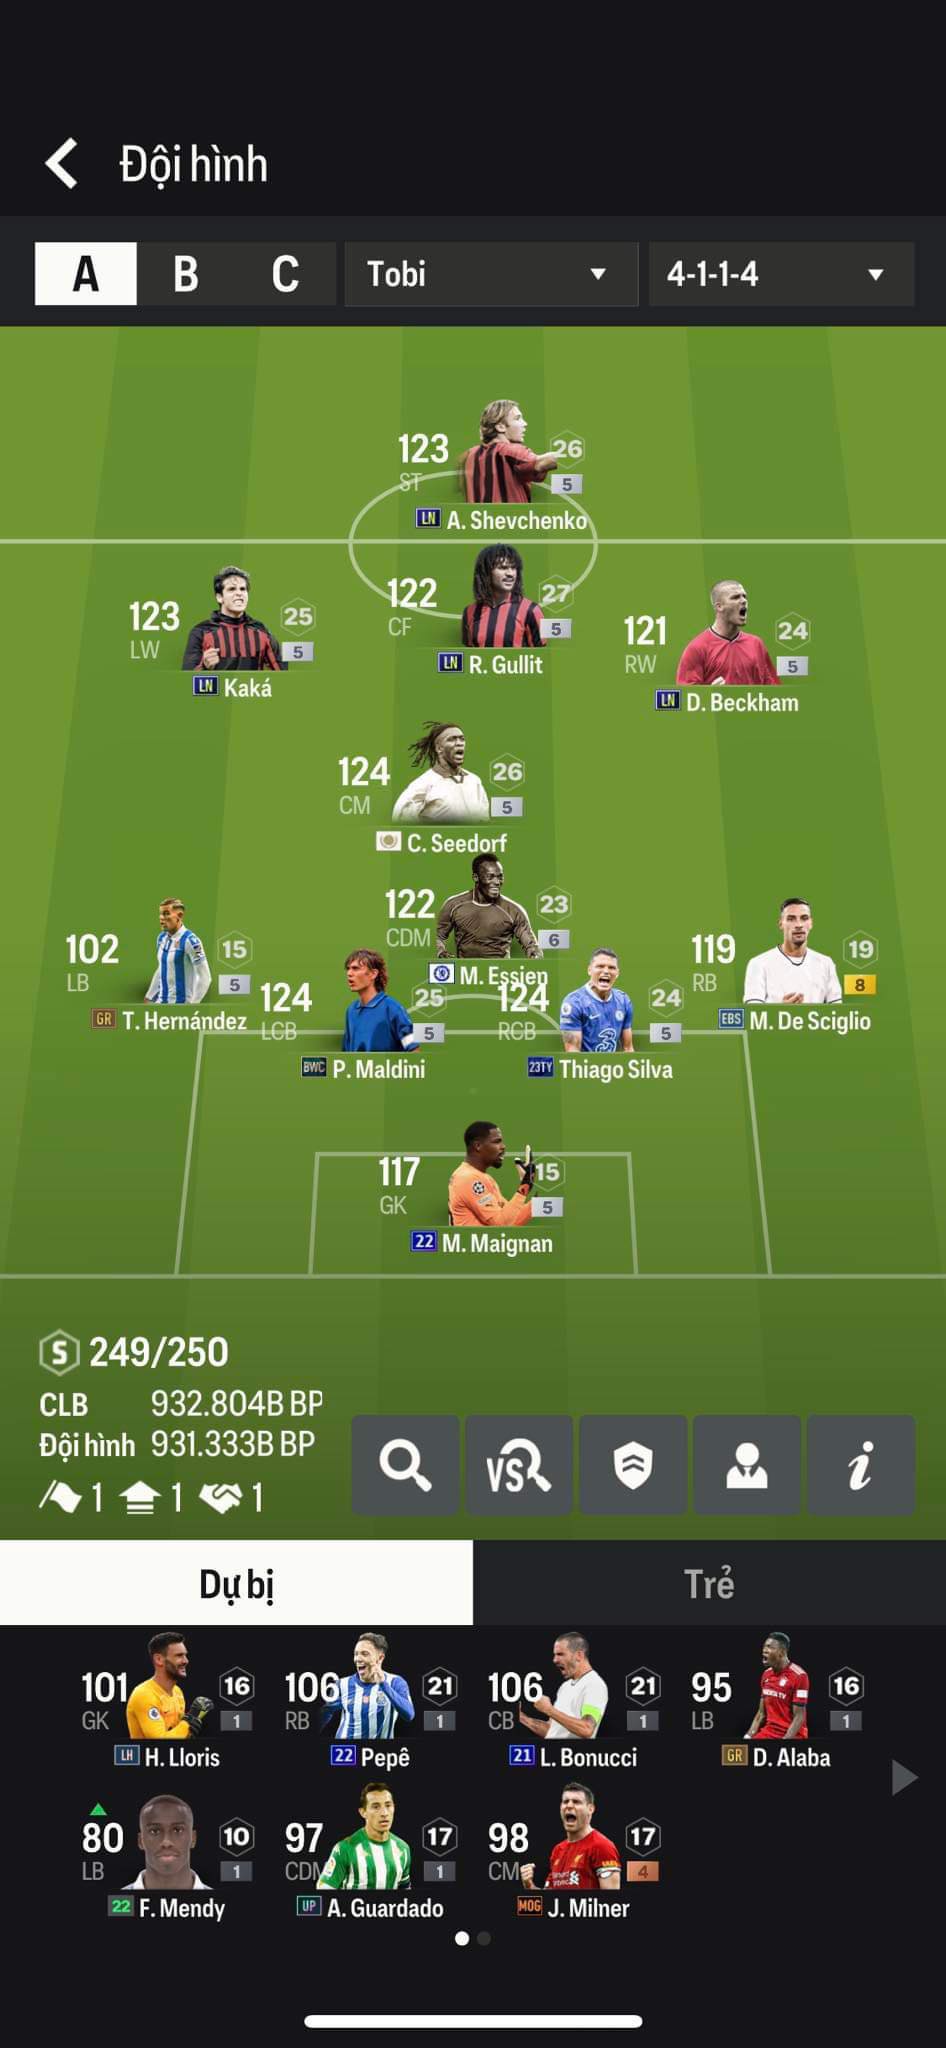 Đội hình
A B C Tobi 4-1-1-4
123 26
ST 5
LN A. Shevchenko
123 25
LW 5
LN Kaká
122 27
CF 5
LN R. Gullit
121 24
RW 5
LN D. Beckham
124 26
CM 5
C. Seedorf
122 23
CDM 6
M. Essien
102 15
LB 5
GR T. Hernández
124 25
LCB 5
BWC P. Maldini
124 24
RCB 5
23TY Thiago Silva
119 19
RB 8
EBS M. De Sciglio
117 15
GK 5
22 M. Maignan
S 249/250
CLB 932.804B BP
Đội hình 931.333B BP
1 1 1
VS i
Dự bị Trẻ
101 16
GK 1
LH H. Lloris
106 21
RB 1
22 Pepê
106 21
CB 1
21 L. Bonucci
95 16
LB 1
GR D. Alaba
80 10
LB 1
22 F. Mendy
97 17
CDM 1
UP A. Guardado
98 17
CM 4
MOG J. Milner